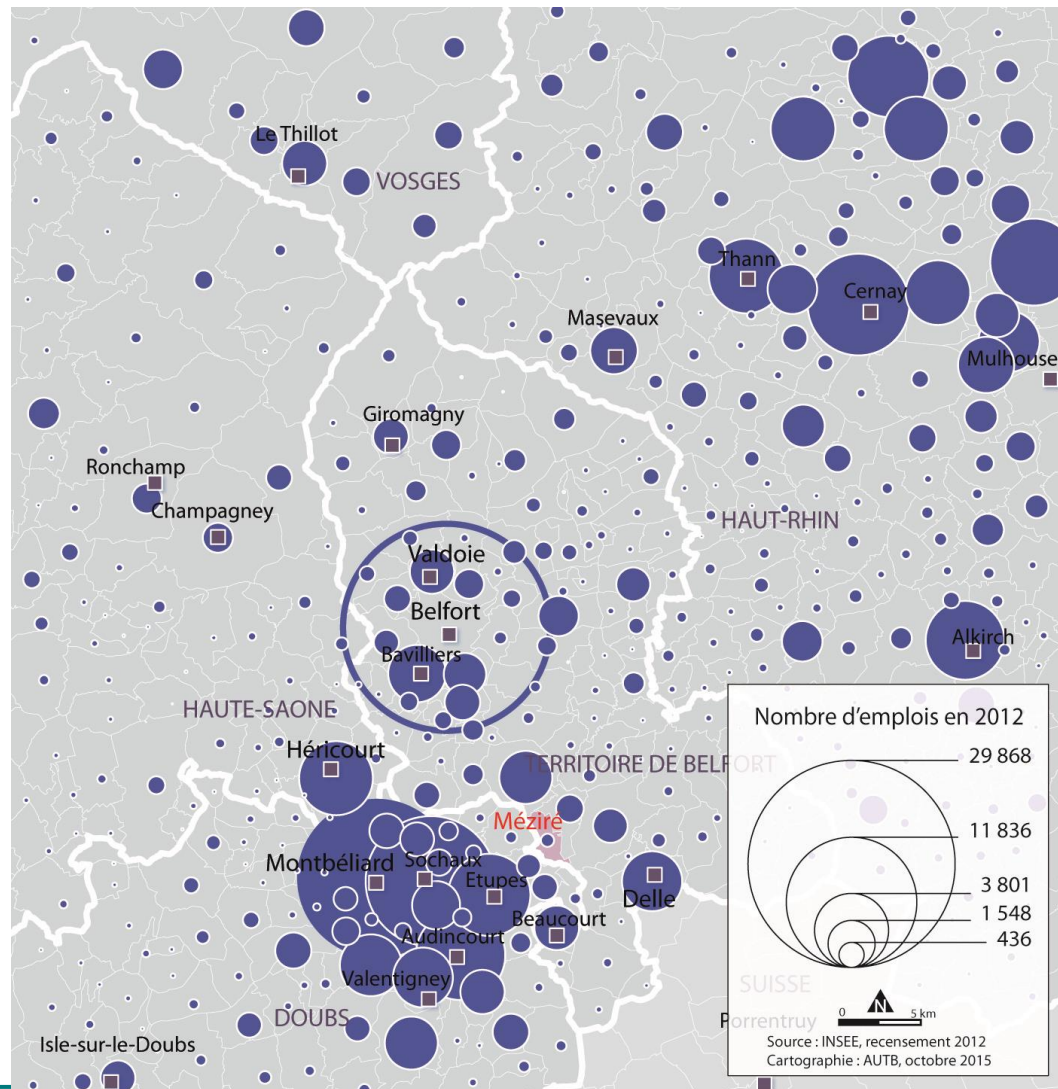 Le Thillot
VOSGES
Thann
Cernay
Masevaux
Mulhouse
Giromagny
Ronchamp
Champagney
HAUT-RHIN
Valdoie
Belfort
Altkirch
Bavilliers
HAUTE-SAONE
Héricourt
TERRITOIRE DE BELFORT
Méziré
Montbéliard
Sochaux
Etupes
Delle
Beaucourt
Audincourt
Valentigney
DOUBS
Isle-sur-le-Doubs
Nombre d'emplois en 2012
29 868
11 836
3 801
1 548
436
SUISSE
Porrentruy
N
0 5 km
Source : INSEE, recensement 2012
Cartographie : AUTB, octobre 2015